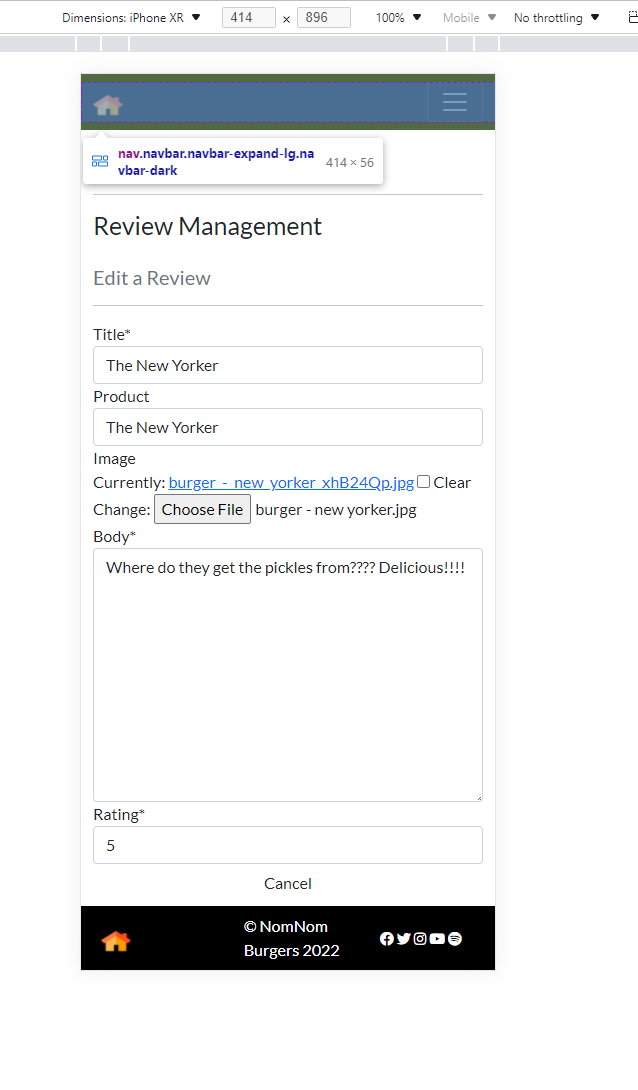 Dimensions: iPhone XR ▼ 414 × 896 100% ▼ Mobile ▼ No throttling ▼
nav.navbar.navbar-expand-lg.na
vbar-dark
414 × 56
Review Management
Edit a Review
Title*
The New Yorker
Product
The New Yorker
Image
Currently: burger_-_new_yorker_xhB24Qp.jpg Clear
Change: Choose File burger - new yorker.jpg
Body*
Where do they get the pickles from???? Delicious!!!!
Rating*
5
Cancel
© NomNom
Burgers 2022